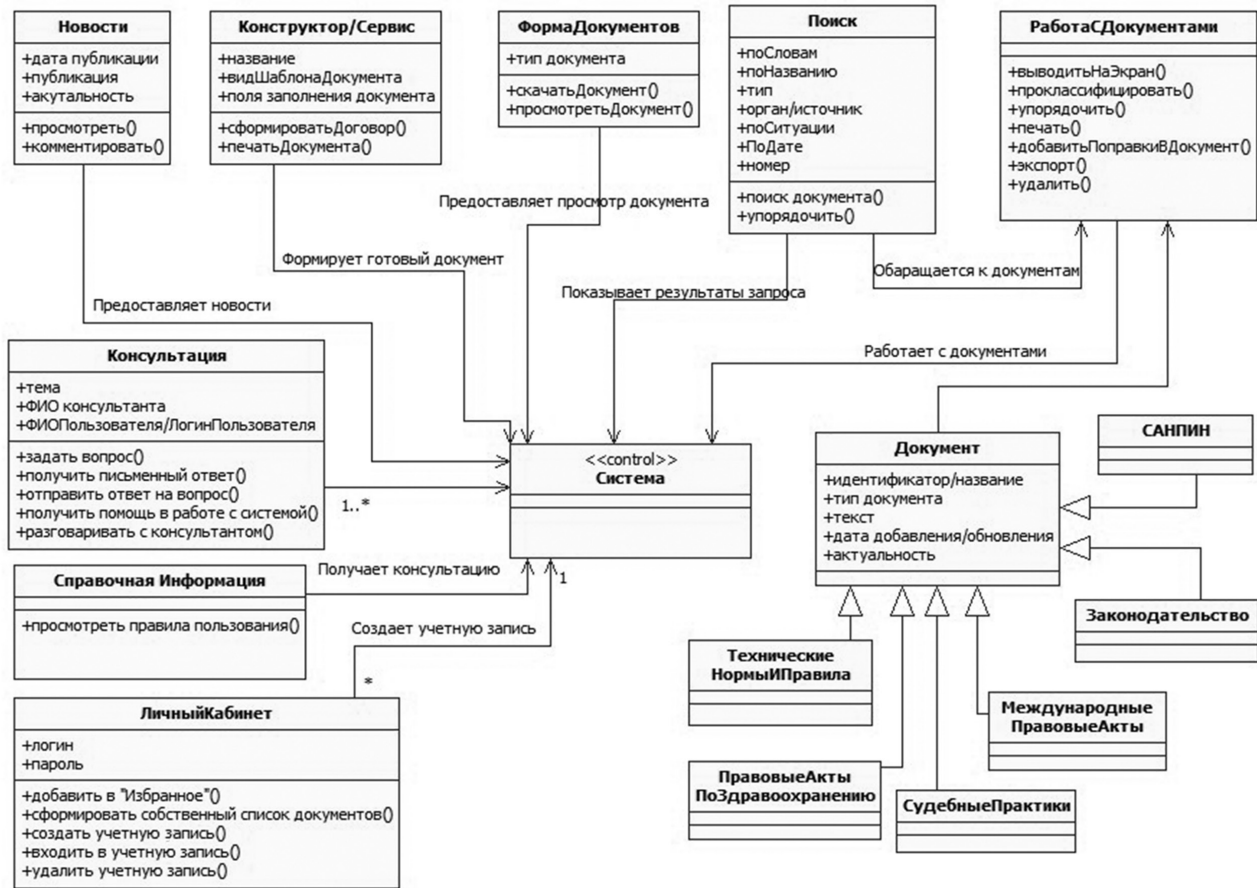 Новости
+дата публикации
+публикация
+акутальность
+просмотреть()
+комментировать()
Конструктор/Сервис
+название
+видШаблонаДокумента
+поля заполнения документа
+сформироватьДоговор()
+печатьДокумента()
ФормаДокументов
+тип документа
+скачатьДокумент()
+просмотретьДокумент()
Поиск
+поСловам
+поНазванию
+тип
+орган/источник
+поСитуации
+ПоДате
+номер
+поиск документа()
+упорядочить()
РаботаСДокументами
+выводитьНаЭкран()
+проклассифицировать()
+упорядочить()
+печать()
+добавитьПоправкиВДокумент()
+экспорт()
+удалить()
Предоставляет просмотр документа
Формирует готовый документ
Обаращается к документам
Показывает результаты запроса
Предоставляет новости
Работает с документами
Консультация
+тема
+ФИО консультанта
+ФИОПользователя/ЛогинПользователя
+задать вопрос()
+получить письменный ответ()
+отправить ответ на вопрос()
+получить помощь в работе с системой()
+разговаривать с консультантом()
1..*
<<control>>
Система
Документ
+идентификатор/название
+тип документа
+текст
+дата добавления/обновления
+актуальность
САНПИН
Справочная Информация
+просмотреть правила пользования()
Получает консультацию
1
Создает учетную запись
*
Законодательство
Технические
НормыИПравила
Международные
ПравовыеАкты
ПравовыеАкты
ПоЗдравоохранению
СудебныеПрактики
ЛичныйКабинет
+логин
+пароль
+добавить в "Избранное"()
+сформировать собственный список документов()
+создать учетную запись()
+входить в учетную запись()
+удалить учетную запись()